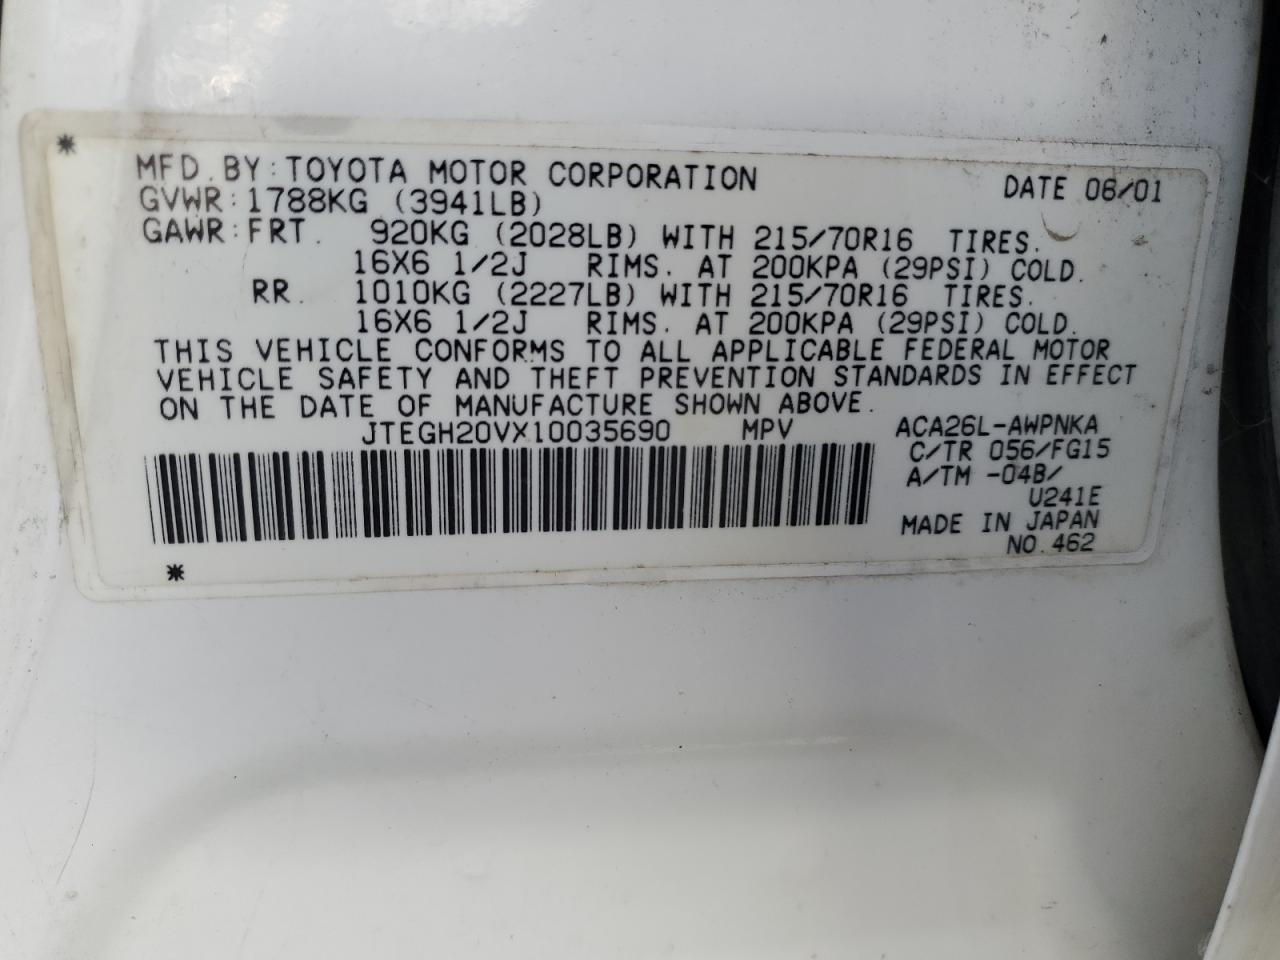 MFD. BY: TOYOTA MOTOR CORPORATION DATE 06/01
GVWR: 1788KG (3941LB)
GAWR: FRT. 920KG (2028LB) WITH 215/70R16 TIRES.
16X6 1/2J RIMS. AT 200KPA (29PSI) COLD.
RR. 1010KG (2227LB) WITH 215/70R16 TIRES.
16X6 1/2J RIMS. AT 200KPA (29PSI) COLD.
THIS VEHICLE CONFORMS TO ALL APPLICABLE FEDERAL MOTOR
VEHICLE SAFETY AND THEFT PREVENTION STANDARDS IN EFFECT
ON THE DATE OF MANUFACTURE SHOWN ABOVE.
JTEGH20VX10035690 MPV ACA26L-AWPNKA
C/TR 056/FG15
A/TM -04B/
U241E
MADE IN JAPAN
NO. 462